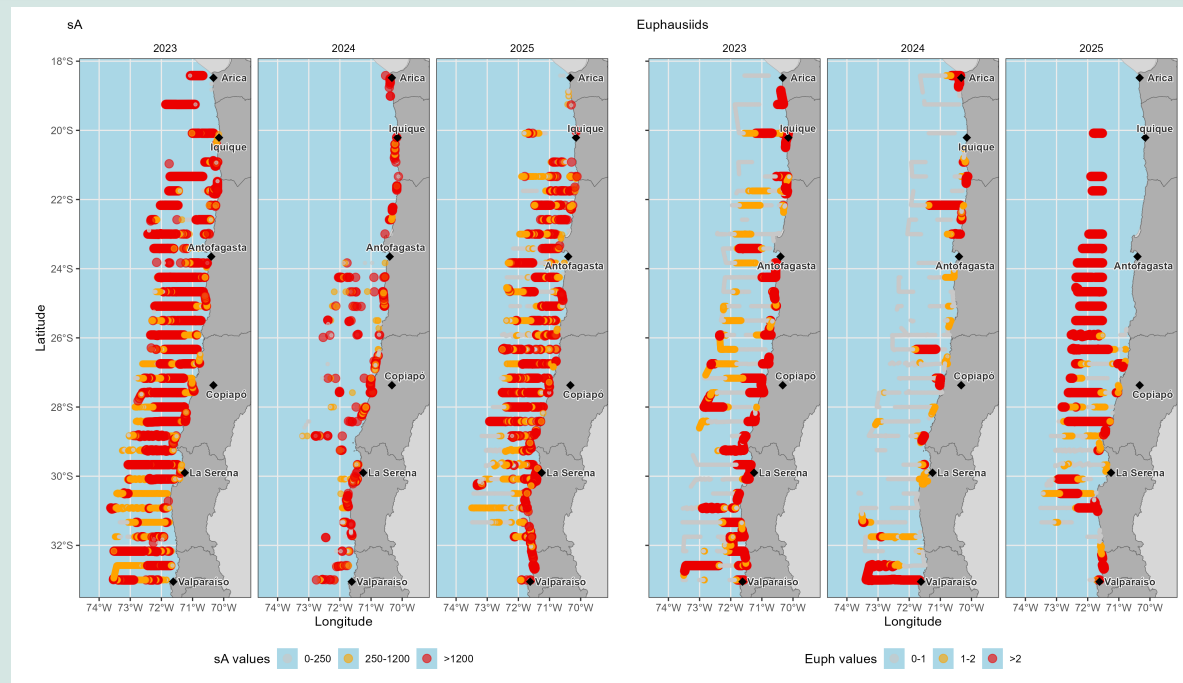 sA
Euphausiids
2023
2024
2025
2023
2024
2025
18°S
20°S
22°S
24°S
26°S
28°S
30°S
32°S
Latitude
Arica
Iquique
Antofagasta
Copiapó
La Serena
Valparaíso
Arica
Iquique
Antofagasta
Copiapó
La Serena
Valparaíso
Arica
Iquique
Antofagasta
Copiapó
La Serena
Valparaíso
Arica
Iquique
Antofagasta
Copiapó
La Serena
Valparaíso
Arica
Iquique
Antofagasta
Copiapó
La Serena
Valparaíso
Arica
Iquique
Antofagasta
Copiapó
La Serena
Valparaíso
74°W 73°W 72°W 71°W 70°W
74°W 73°W 72°W 71°W 70°W
74°W 73°W 72°W 71°W 70°W
74°W 73°W 72°W 71°W 70°W
74°W 73°W 72°W 71°W 70°W
74°W 73°W 72°W 71°W 70°W
Longitude
Longitude
sA values 0-250 250-1200 >1200
Euph values 0-1 1-2 >2